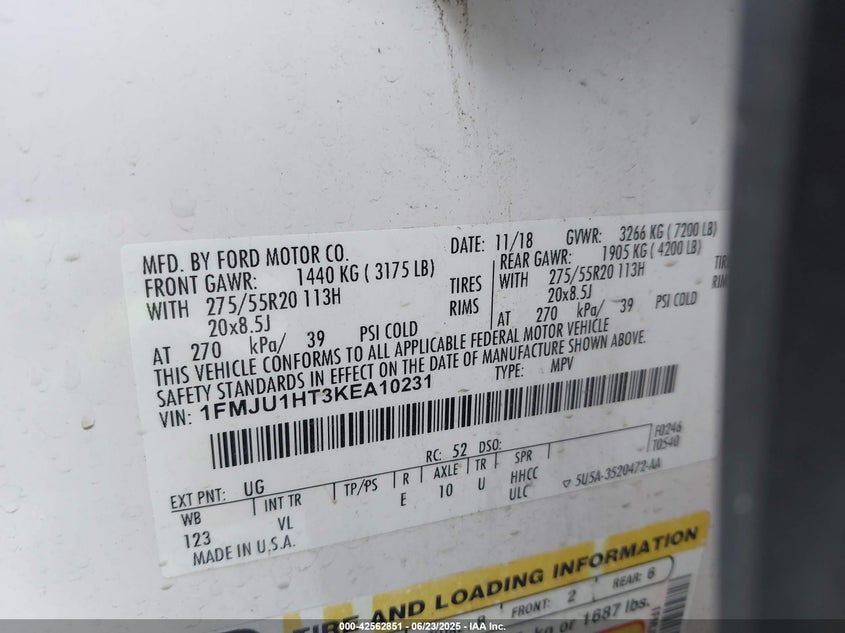 MFD. BY FORD MOTOR CO.
DATE: 11/18 GVWR: 3266 KG (7200 LB)
FRONT GAWR: 1440 KG ( 3175 LB)
REAR GAWR: 1905 KG ( 4200 LB)
WITH 275/55R20 113H TIRES
WITH 275/55R20 113H
20x8.5J RIMS
20x8.5J
AT 270 kPa/ 39 PSI COLD
AT 270 kPa/ 39 PSI COLD
THIS VEHICLE CONFORMS TO ALL APPLICABLE FEDERAL MOTOR VEHICLE
SAFETY STANDARDS IN EFFECT ON THE DATE OF MANUFACTURE SHOWN ABOVE.
VIN: 1FMJU1HT3KEA10231
TYPE: MPV
F0246
T0540
RC: 52 DSO:
EXT PNT: UG
WB INT TR TP/PS R AXLE TR SPR
123 VL E 10 U HHCC
ULC
5U5A-3520472-AA
MADE IN U.S.A.
TIRE AND LOADING INFORMATION
FRONT: 2 REAR: 6
kg or 1687 lbs.
000-42562851 - 06/23/2025 - IAA Inc.